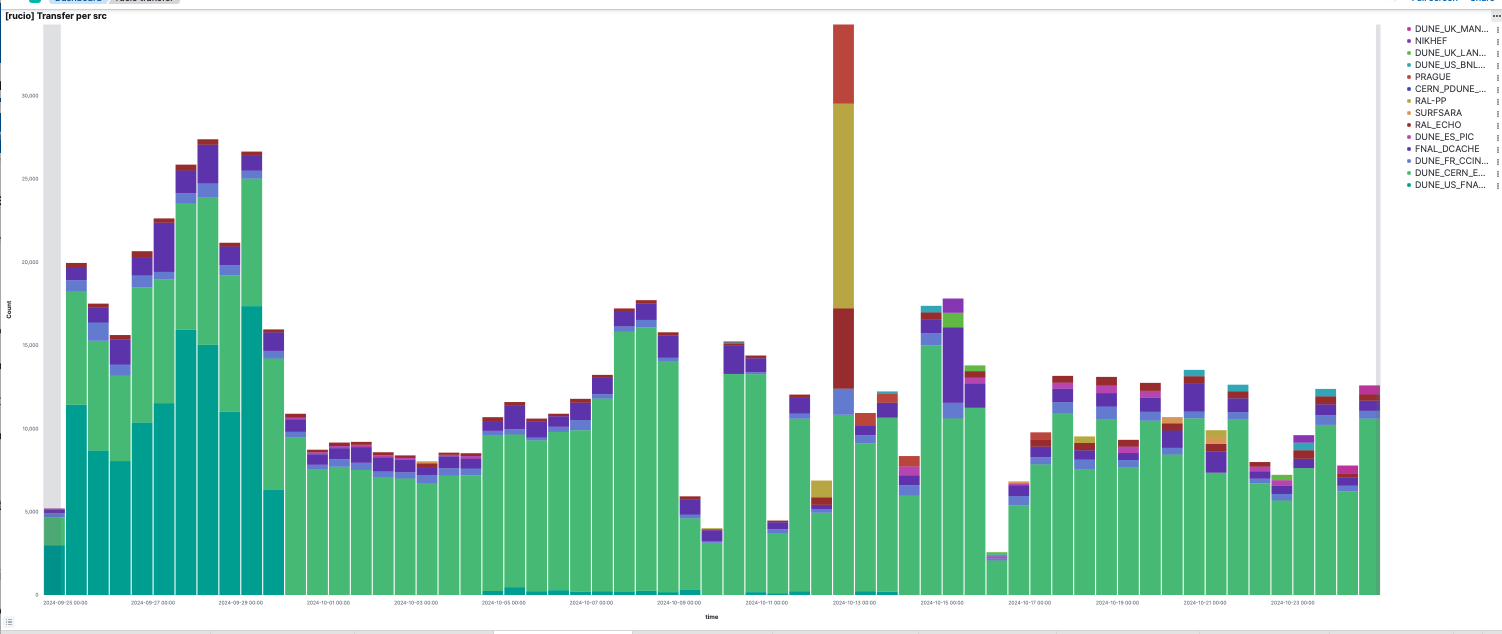 [rucio] Transfer per src
DUNE_UK_MAN...
NIKHEF
DUNE_UK_LAN...
DUNE_US_BNL...
PRAGUE
CERN_PDUNE_...
RAL-PP
SURFSARA
RAL_ECHO
DUNE_ES_PIC
FNAL_DCACHE
DUNE_FR_CCIN...
DUNE_CERN_E...
DUNE_US_FNA...
30,000
25,000
20,000
15,000
10,000
5,000
0
Count
2024-09-25 00:00 2024-09-27 00:00 2024-09-29 00:00 2024-10-01 00:00 2024-10-03 00:00 2024-10-05 00:00 2024-10-07 00:00 2024-10-09 00:00 2024-10-11 00:00 2024-10-13 00:00 2024-10-15 00:00 2024-10-17 00:00 2024-10-19 00:00 2024-10-21 00:00 2024-10-23 00:00
time